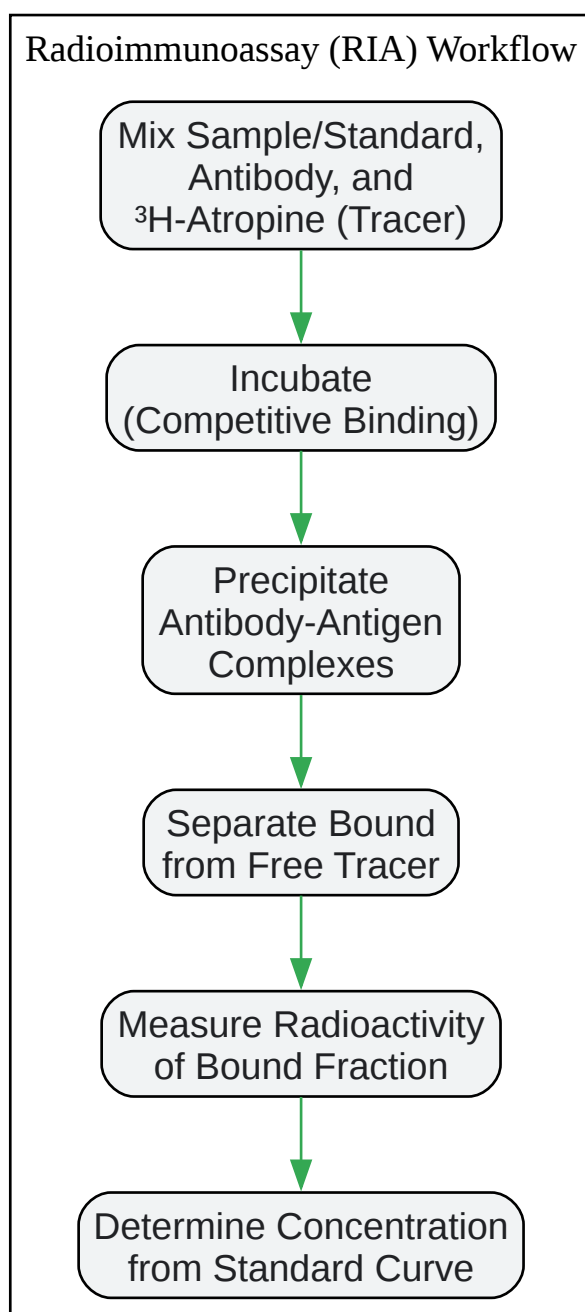 Radioimmunoassay (RIA) Workflow
Mix Sample/Standard,
Antibody, and
³H-Atropine (Tracer)
Incubate
(Competitive Binding)
Precipitate
Antibody-Antigen
Complexes
Separate Bound
from Free Tracer
Measure Radioactivity
of Bound Fraction
Determine Concentration
from Standard Curve